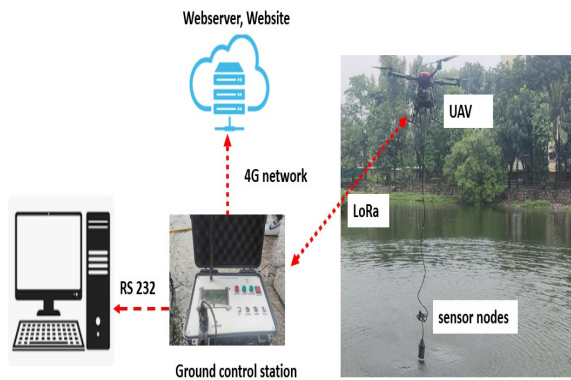 Webserver, Website
UAV
4G network
LoRa
RS 232
sensor nodes
Ground control station